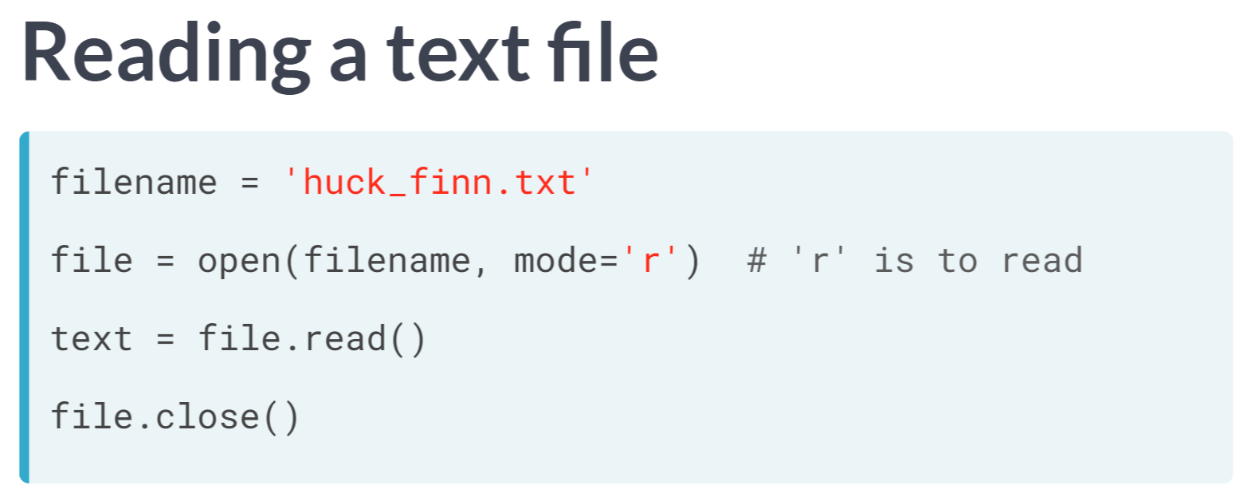 Reading a text file
filename = 'huck_finn.txt'
file = open(filename, mode='r')  # 'r' is to read
text = file.read()
file.close()